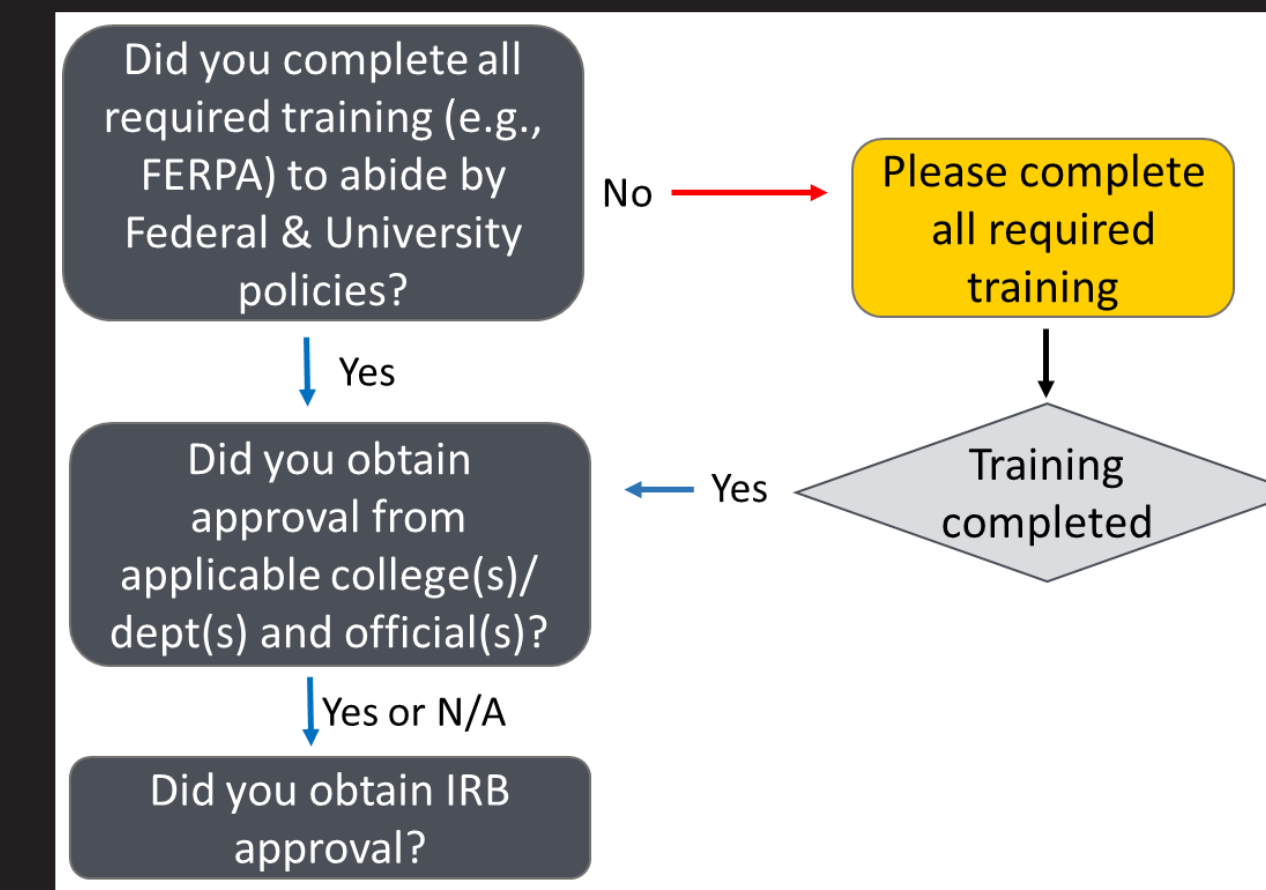 Did you complete all
required training (e.g.,
FERPA) to abide by
Federal & University
policies?
No
Please complete
all required
training
Yes
Did you obtain
approval from
applicable college(s)/
dept(s) and official(s)?
Yes
Training
completed
Yes or N/A
Did you obtain IRB
approval?